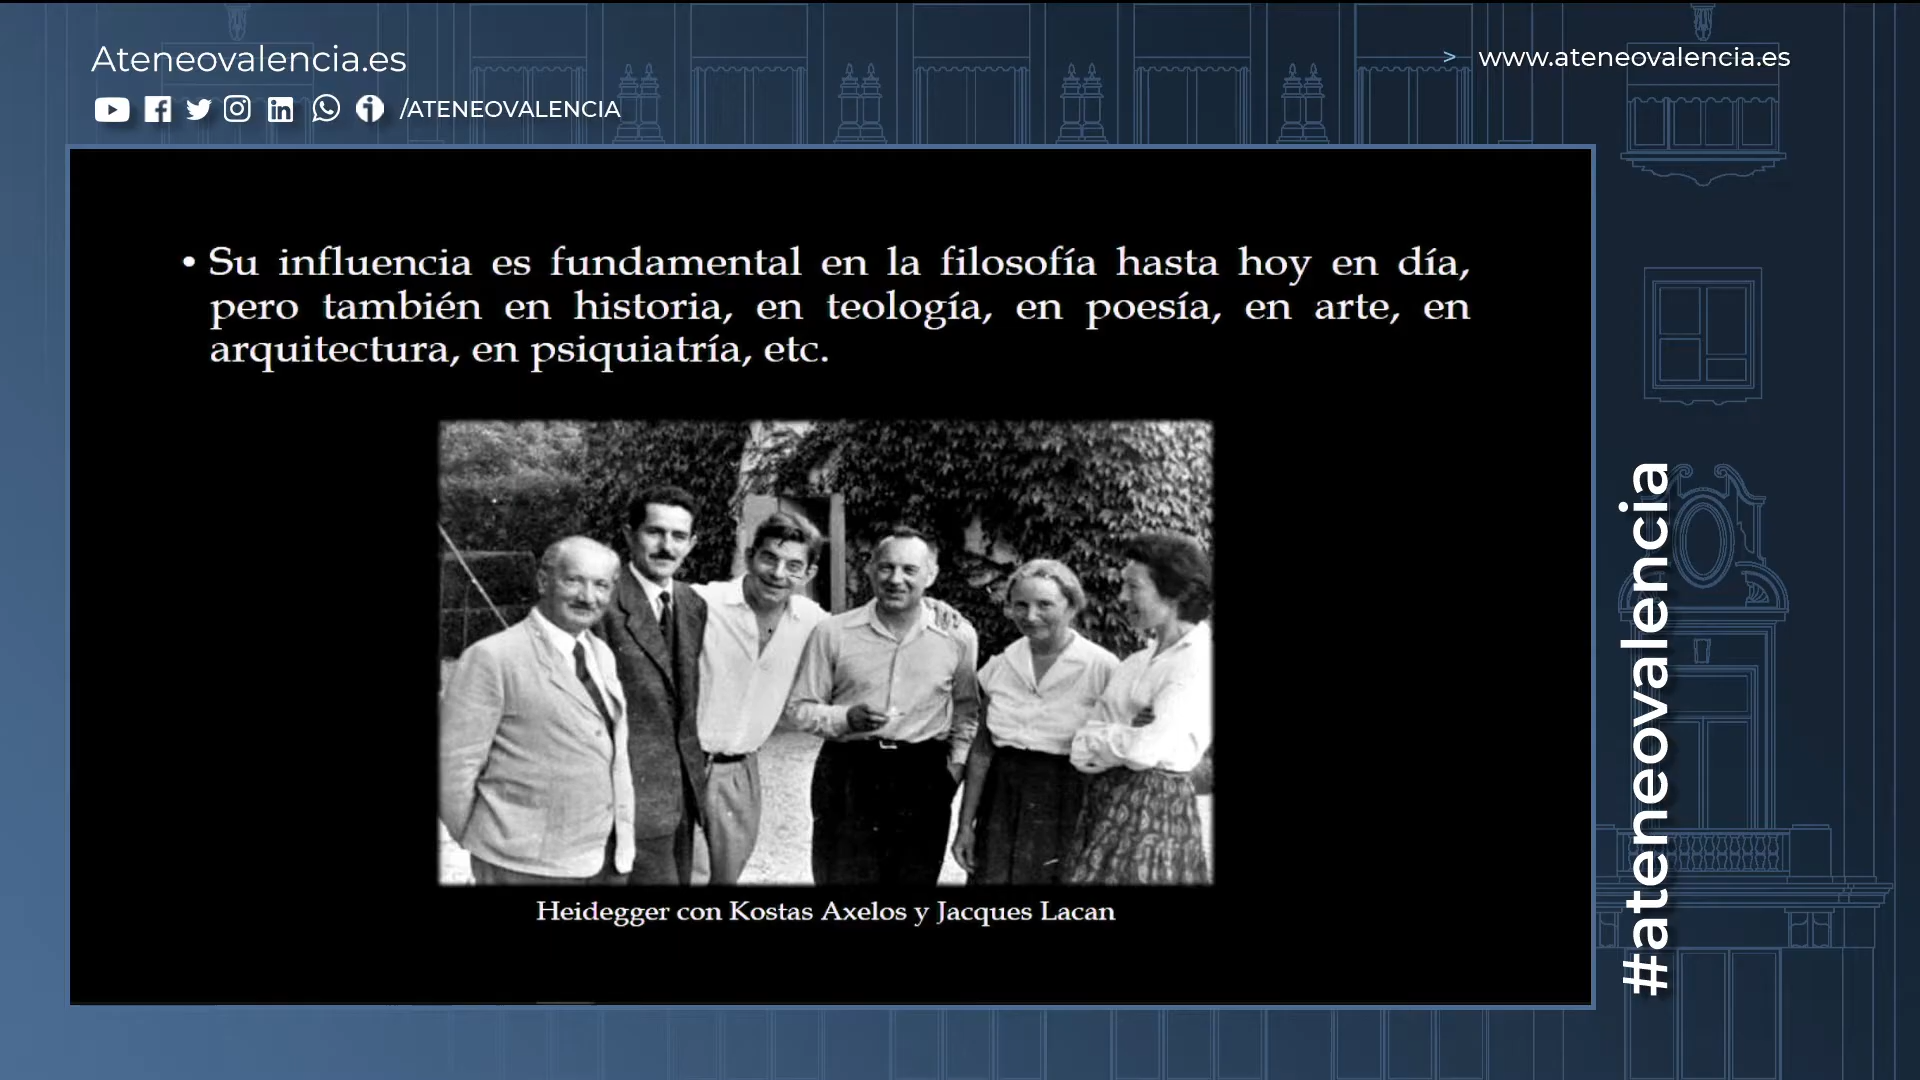 Ateneovalencia.es
> www.ateneovalencia.es
/ATENEOVALENCIA
• Su influencia es fundamental en la filosofía hasta hoy en día,
pero también en historia, en teología, en poesía, en arte, en
arquitectura, en psiquiatría, etc.
Heidegger con Kostas Axelos y Jacques Lacan
#ateneovalencia